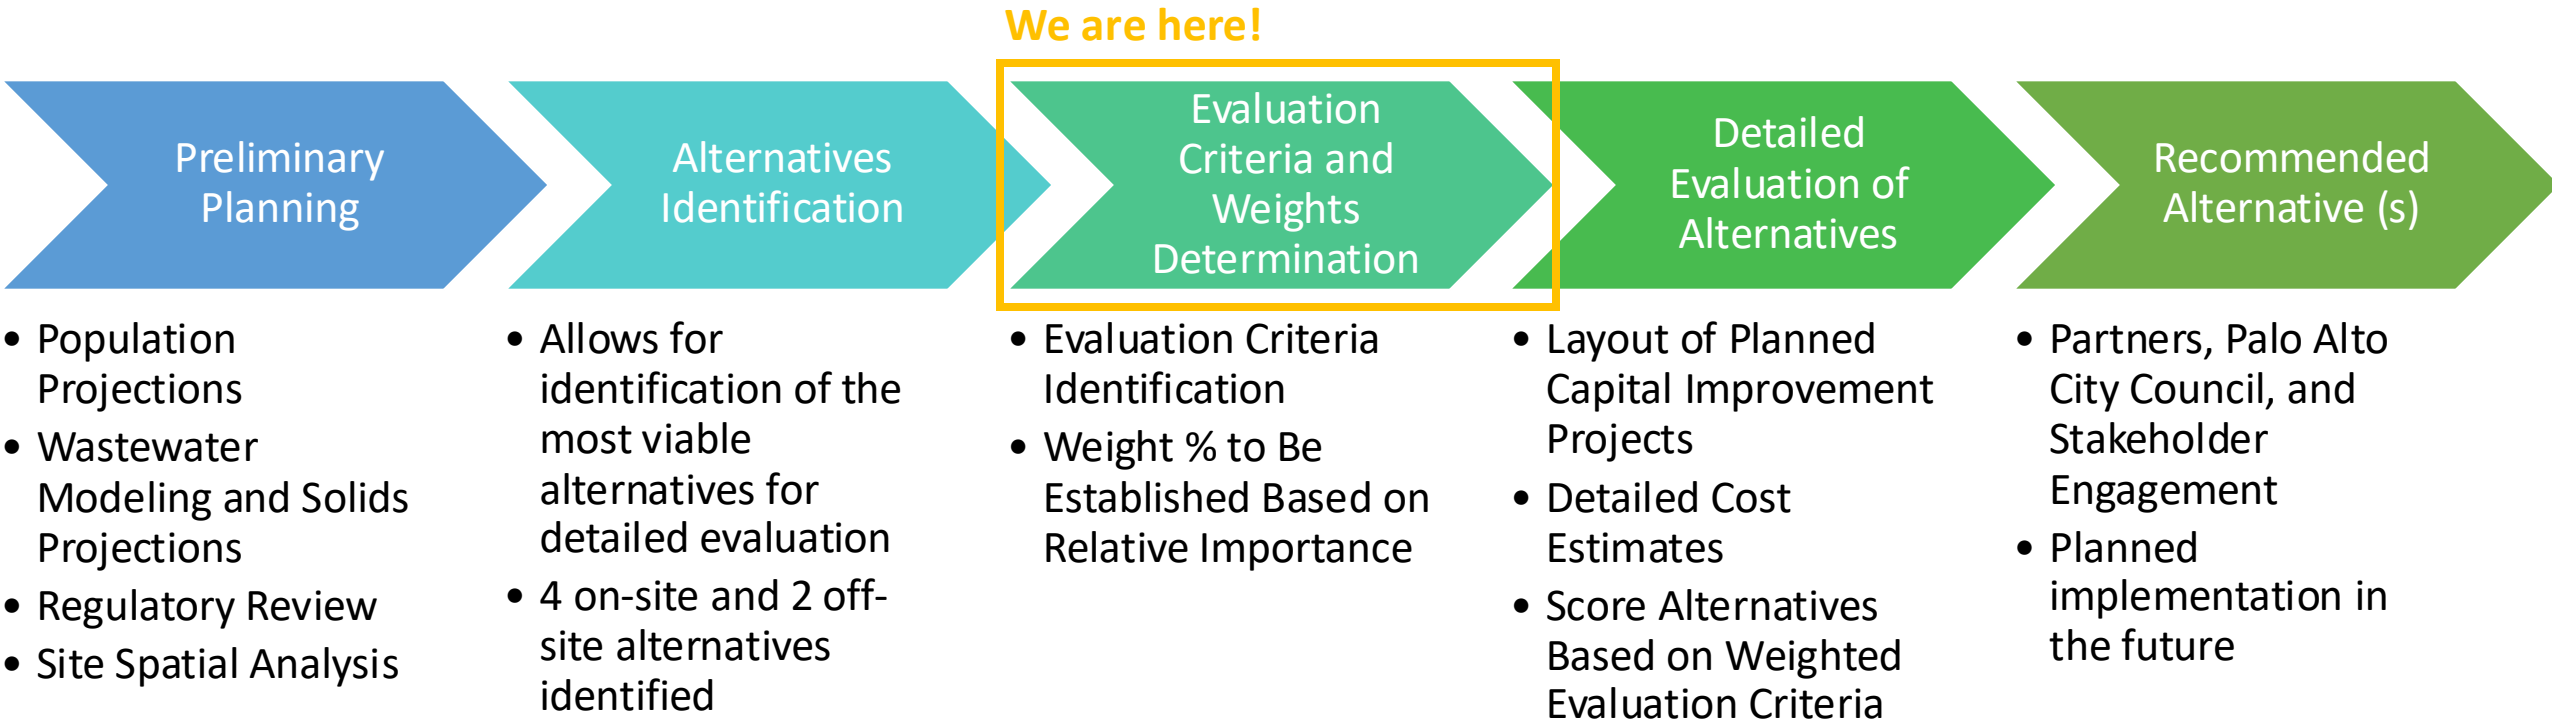 We are here!
Preliminary
Planning
Alternatives
Identification
Evaluation
Criteria and
Weights
Determination
Detailed
Evaluation of
Alternatives
Recommended
Alternative (s)
• Population
Projections
• Wastewater
Modeling and Solids
Projections
• Regulatory Review
• Site Spatial Analysis
• Allows for
identification of the
most viable
alternatives for
detailed evaluation
• 4 on-site and 2 off-
site alternatives
identified
• Evaluation Criteria
Identification
• Weight % to Be
Established Based on
Relative Importance
• Layout of Planned
Capital Improvement
Projects
• Detailed Cost
Estimates
• Score Alternatives
Based on Weighted
Evaluation Criteria
• Partners, Palo Alto
City Council, and
Stakeholder
Engagement
• Planned
implementation in
the future